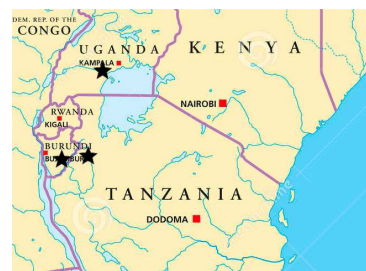 DEM. REP. OF THE
CONGO
UGANDA
KENYA
KAMPALA
NAIROBI
RWANDA
KIGALI
BURUNDI
TANZANIA
DODOMA